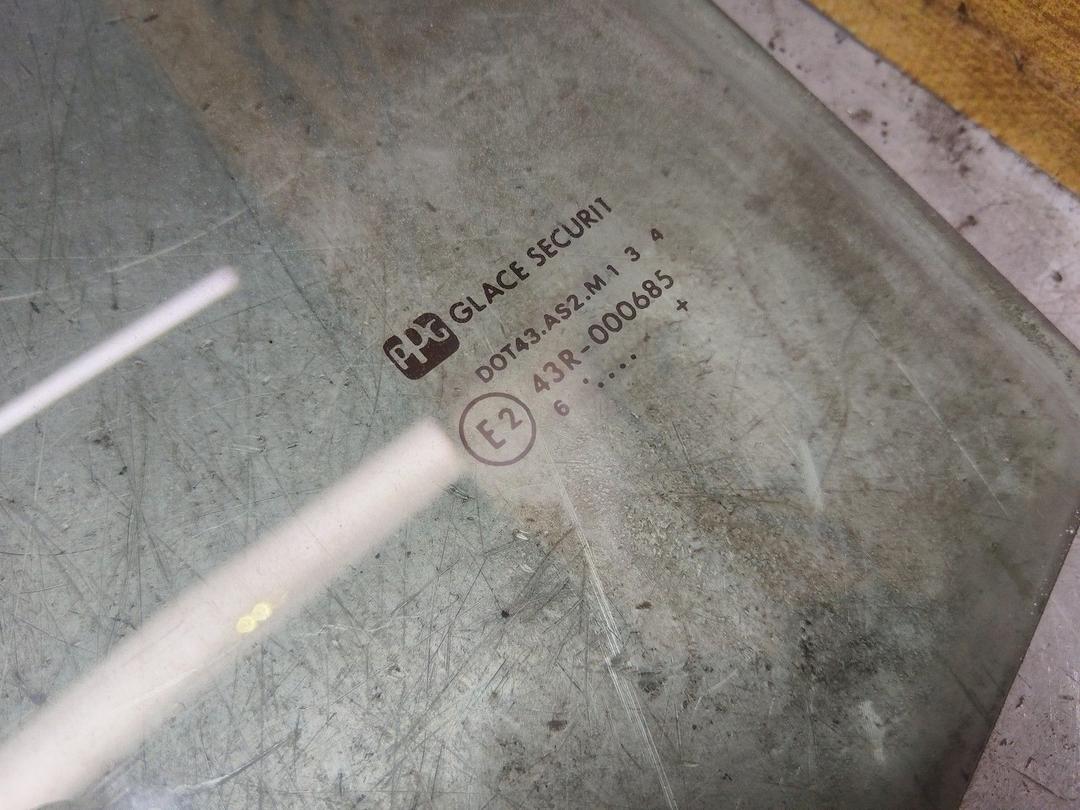 PPG GLACE SECURIT
DOT43.AS2.M1 3 4
43R-000685
E2
6 . .... +